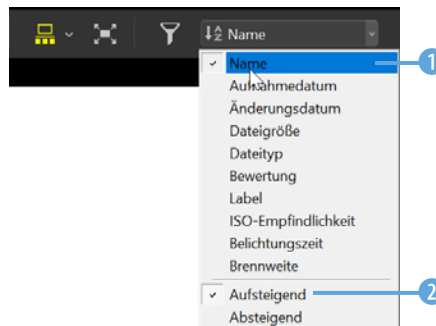 Name
Name
1
Aufnahmedatum
Änderungsdatum
Dateigröße
Dateityp
Bewertung
Label
ISO-Empfindlichkeit
Belichtungszeit
Brennweite
Aufsteigend
2
Absteigend